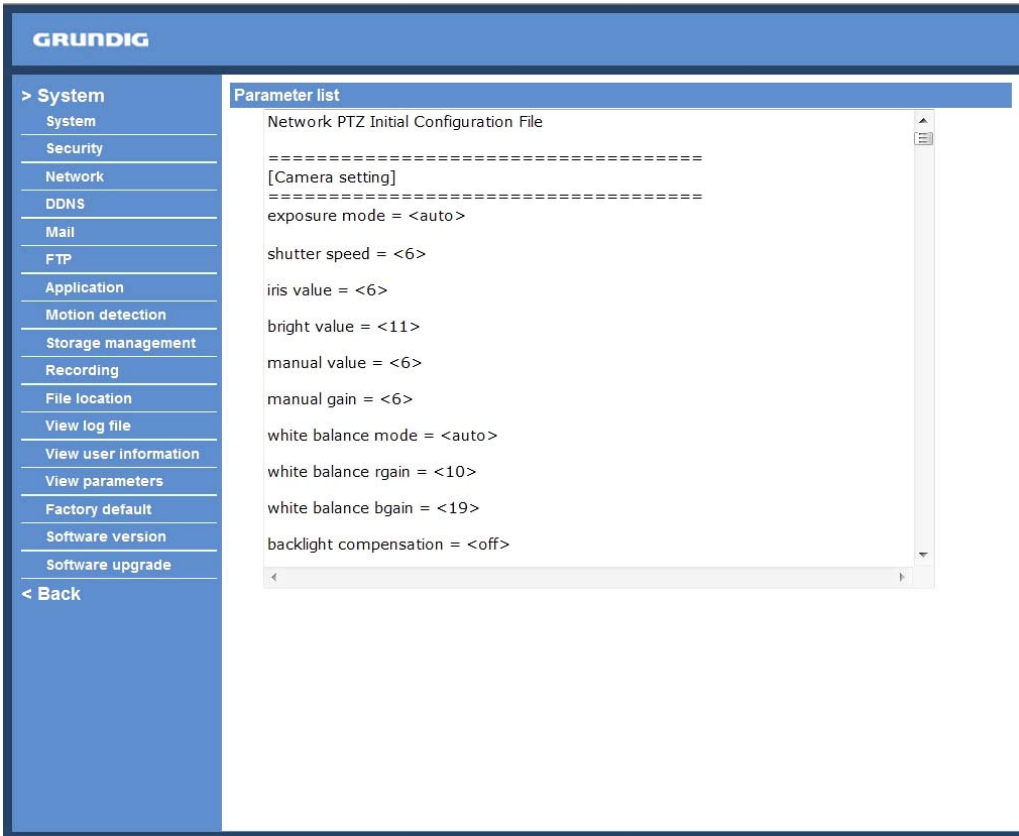 GRUNDIG
> System
System
Security
Network
DDNS
Mail
FTP
Application
Motion detection
Storage management
Recording
File location
View log file
View user information
View parameters
Factory default
Software version
Software upgrade
< Back
Parameter list
Network PTZ Initial Configuration File
====================================
[Camera setting]
====================================
exposure mode = <auto>
shutter speed = <6>
iris value = <6>
bright value = <11>
manual value = <6>
manual gain = <6>
white balance mode = <auto>
white balance rgain = <10>
white balance bgain = <19>
backlight compensation = <off>